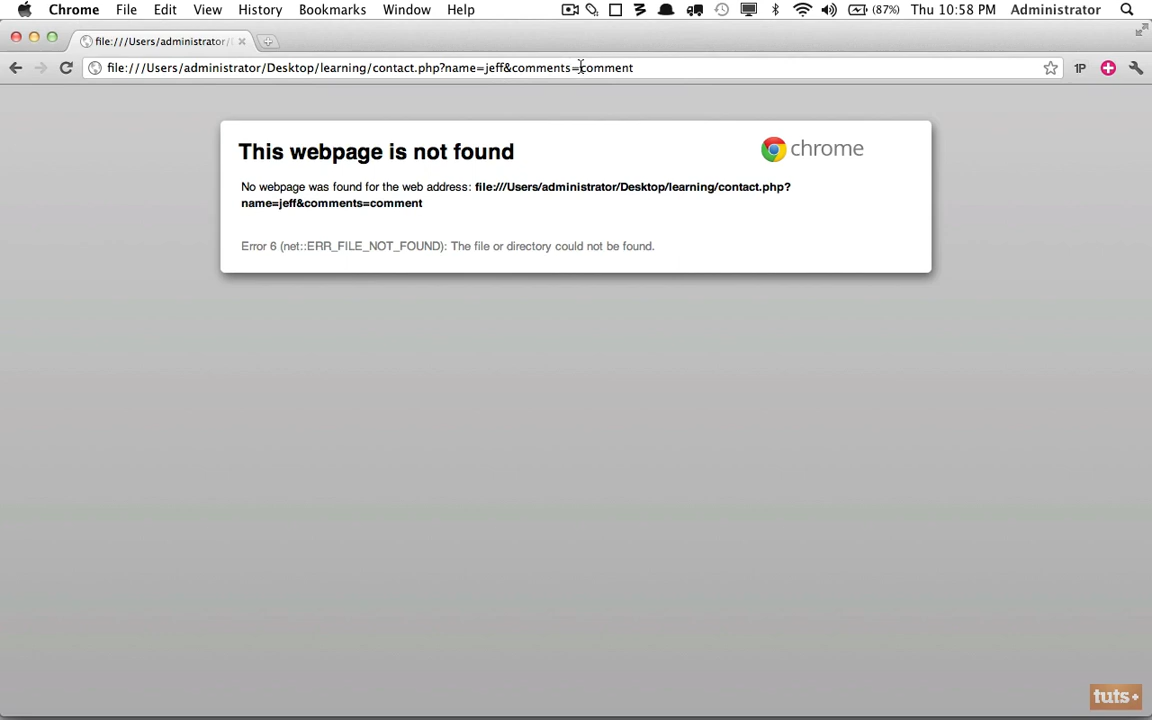 Chrome File Edit View History Bookmarks Window Help (87%) Thu 10:58 PM Administrator
file:///Users/administrator/
file:///Users/administrator/Desktop/learning/contact.php?name=jeff&comments=comment 1P
This webpage is not found
chrome
No webpage was found for the web address: file:///Users/administrator/Desktop/learning/contact.php?
name=jeff&comments=comment
Error 6 (net::ERR_FILE_NOT_FOUND): The file or directory could not be found.
tuts+